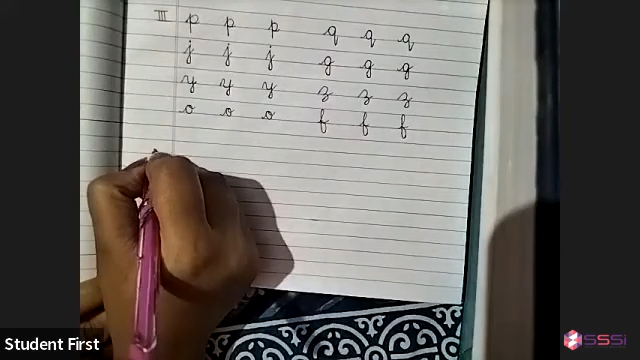 III p p p q q q
j j j g g g
y y y z z z
o o o f f f
Student First
SSSi